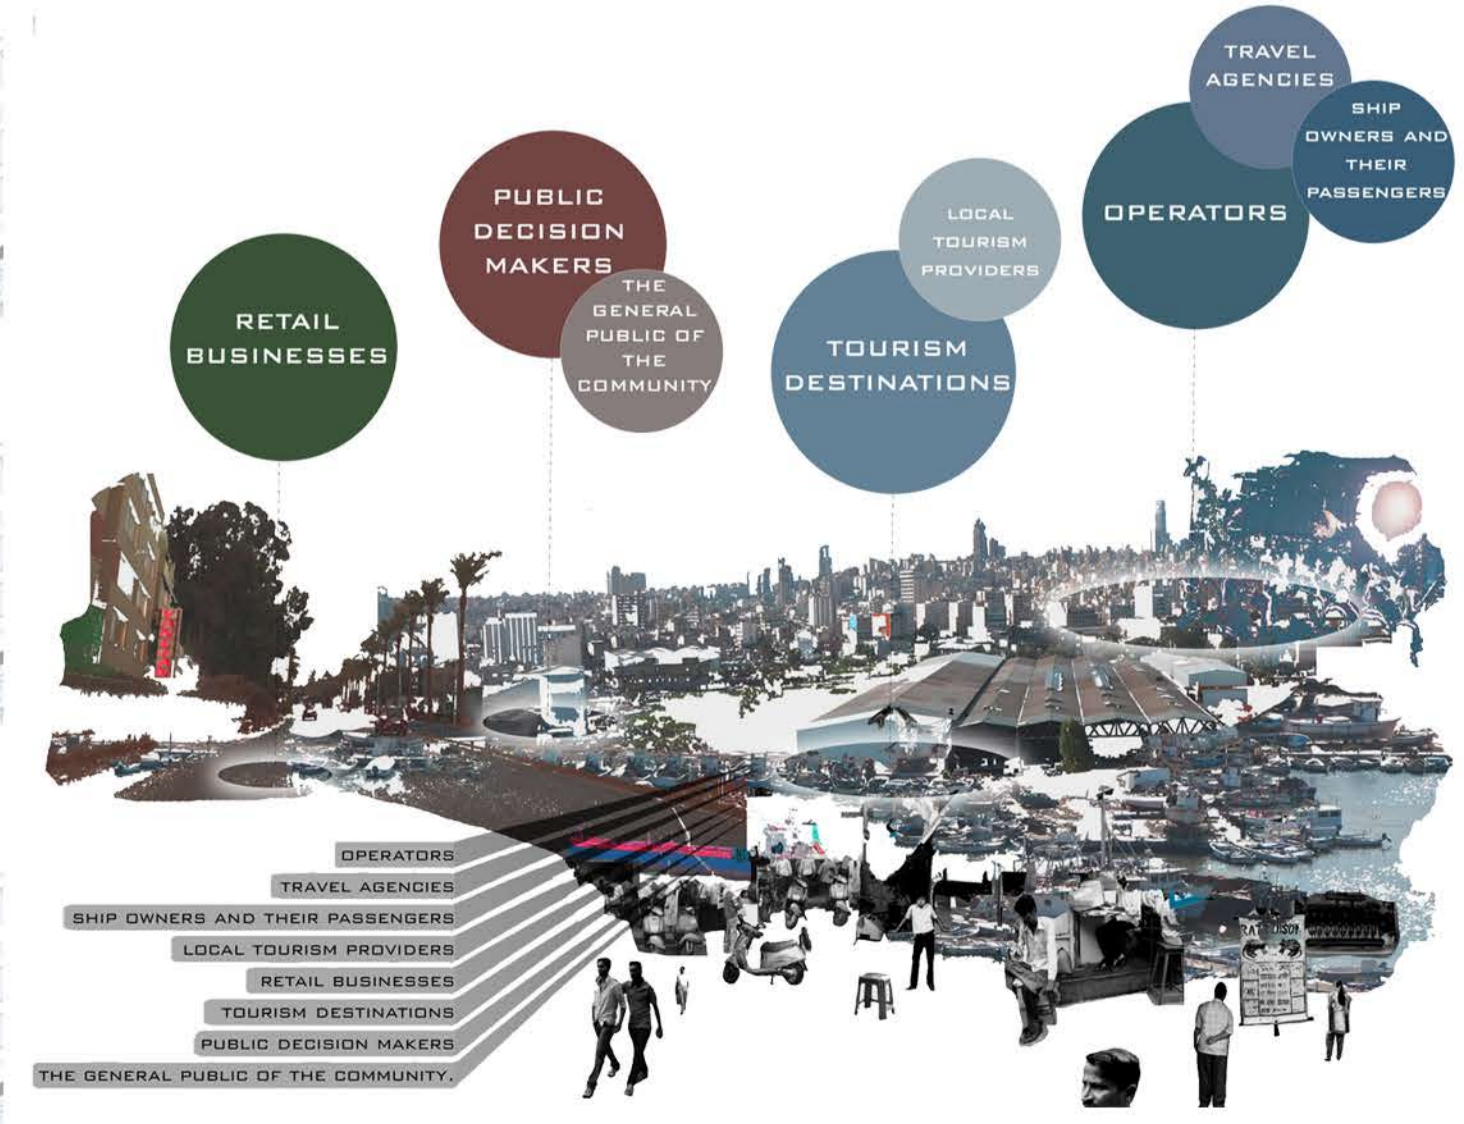 TRAVEL
AGENCIES
SHIP
OWNERS AND
THEIR
PASSENGERS
OPERATORS
PUBLIC
DECISION
MAKERS
THE
GENERAL
PUBLIC OF
THE
COMMUNITY
LOCAL
TOURISM
PROVIDERS
RETAIL
BUSINESSES
TOURISM
DESTINATIONS
OPERATORS
TRAVEL AGENCIES
SHIP OWNERS AND THEIR PASSENGERS
LOCAL TOURISM PROVIDERS
RETAIL BUSINESSES
TOURISM DESTINATIONS
PUBLIC DECISION MAKERS
THE GENERAL PUBLIC OF THE COMMUNITY.
RAT